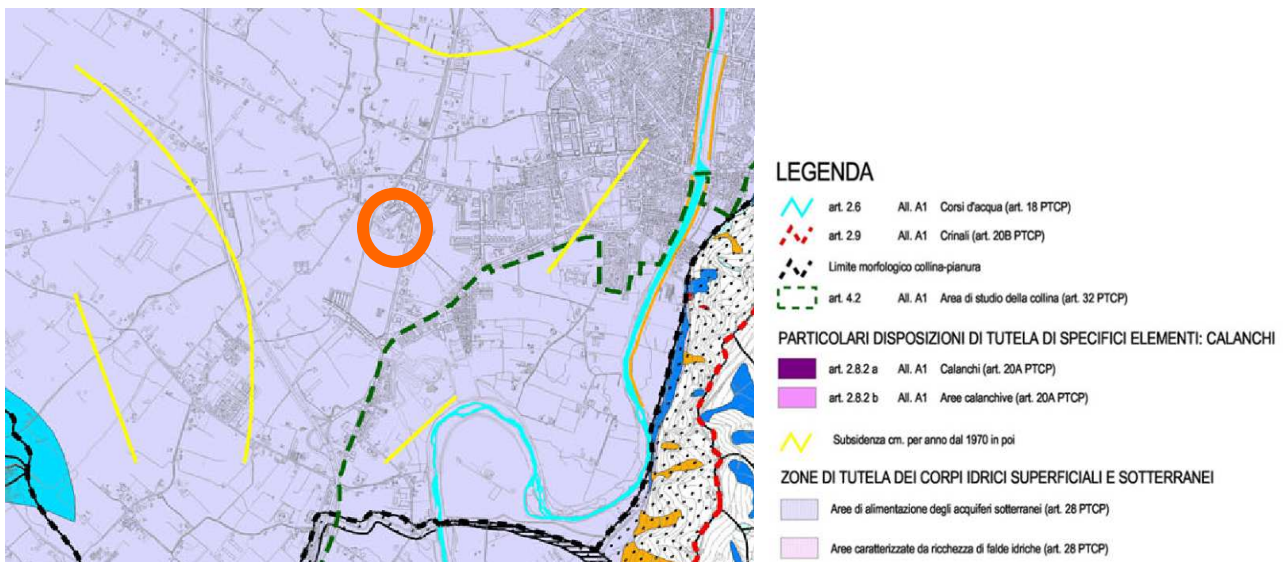 LEGENDA
art. 2.6 All. A1 Corsi d'acqua (art. 18 PTCP)
art. 2.9 All. A1 Crinali (art. 20B PTCP)
Limite morfologico collina-pianura
art. 4.2 All. A1 Area di studio della collina (art. 32 PTCP)
PARTICOLARI DISPOSIZIONI DI TUTELA DI SPECIFICI ELEMENTI: CALANCHI
art. 2.8.2 a All. A1 Calanchi (art. 20A PTCP)
art. 2.8.2 b All. A1 Aree calanchive (art. 20A PTCP)
Subsidenza cm. per anno dal 1970 in poi
ZONE DI TUTELA DEI CORPI IDRICI SUPERFICIALI E SOTTERRANEI
Aree di alimentazione degli acquiferi sotterranei (art. 28 PTCP)
Aree caratterizzate da ricchezza di falde idriche (art. 28 PTCP)